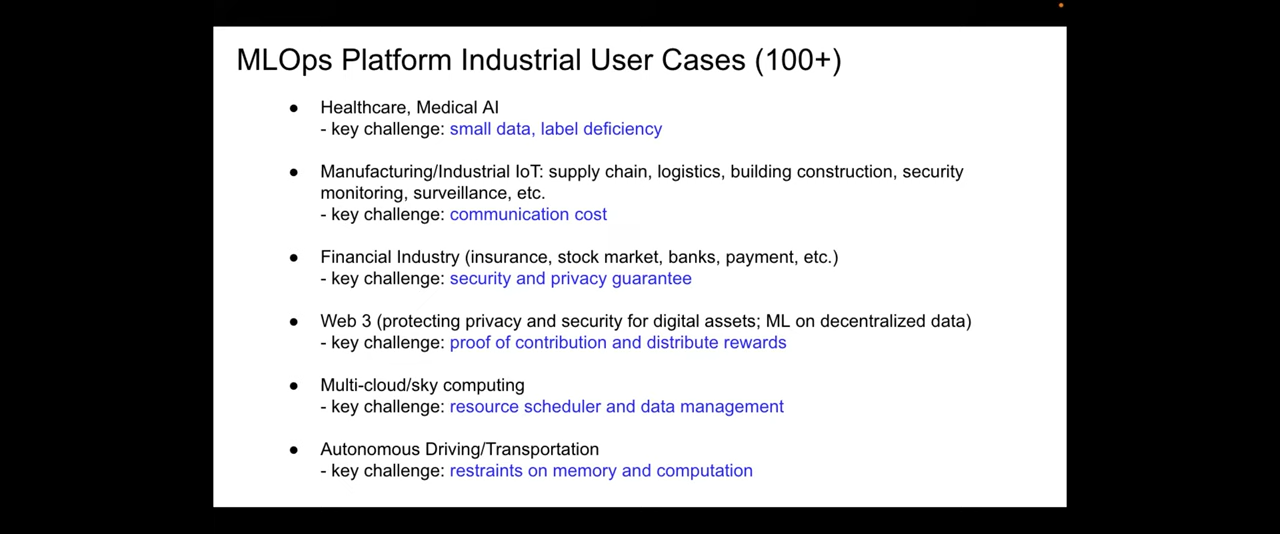 MLOps Platform Industrial User Cases (100+)
● Healthcare, Medical AI
- key challenge: small data, label deficiency
● Manufacturing/Industrial IoT: supply chain, logistics, building construction, security
monitoring, surveillance, etc.
- key challenge: communication cost
● Financial Industry (insurance, stock market, banks, payment, etc.)
- key challenge: security and privacy guarantee
● Web 3 (protecting privacy and security for digital assets; ML on decentralized data)
- key challenge: proof of contribution and distribute rewards
● Multi-cloud/sky computing
- key challenge: resource scheduler and data management
● Autonomous Driving/Transportation
- key challenge: restraints on memory and computation